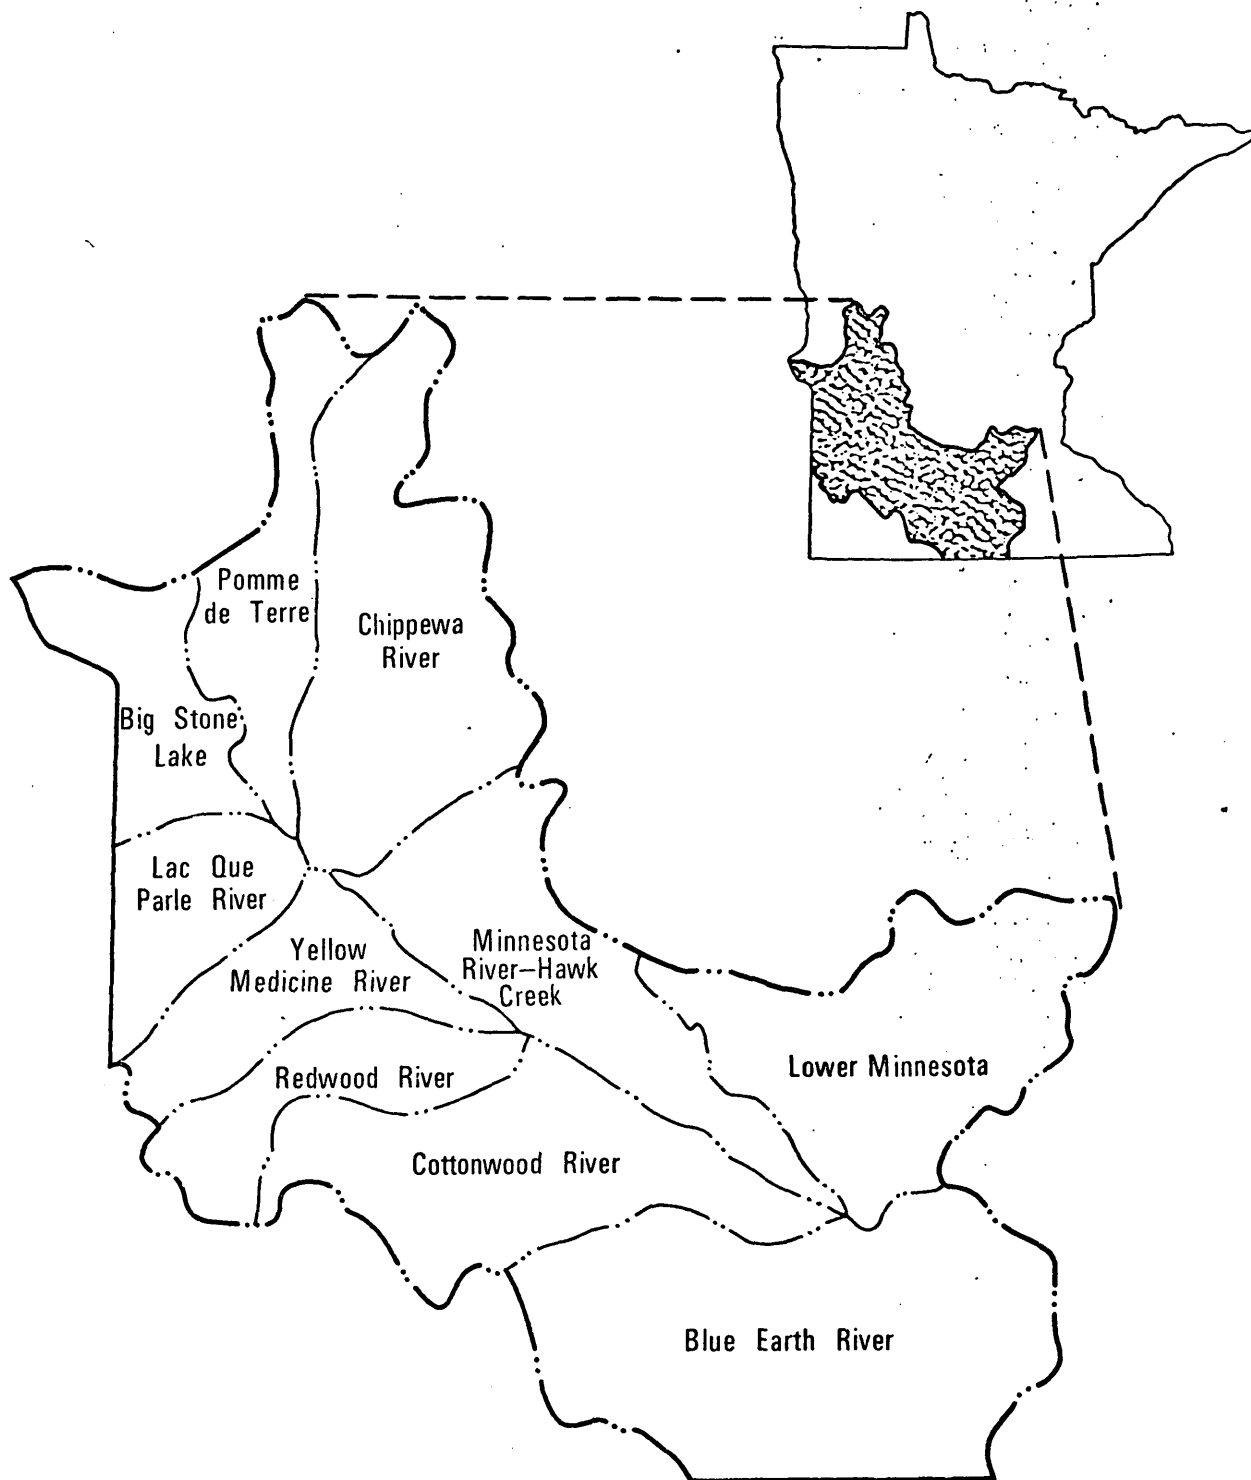 Pomme
de Terre
Chippewa
River
Big Stone
Lake
Lac Que
Parle River
Yellow
Medicine River
Minnesota
River–Hawk
Creek
Redwood River
Lower Minnesota
Cottonwood River
Blue Earth River